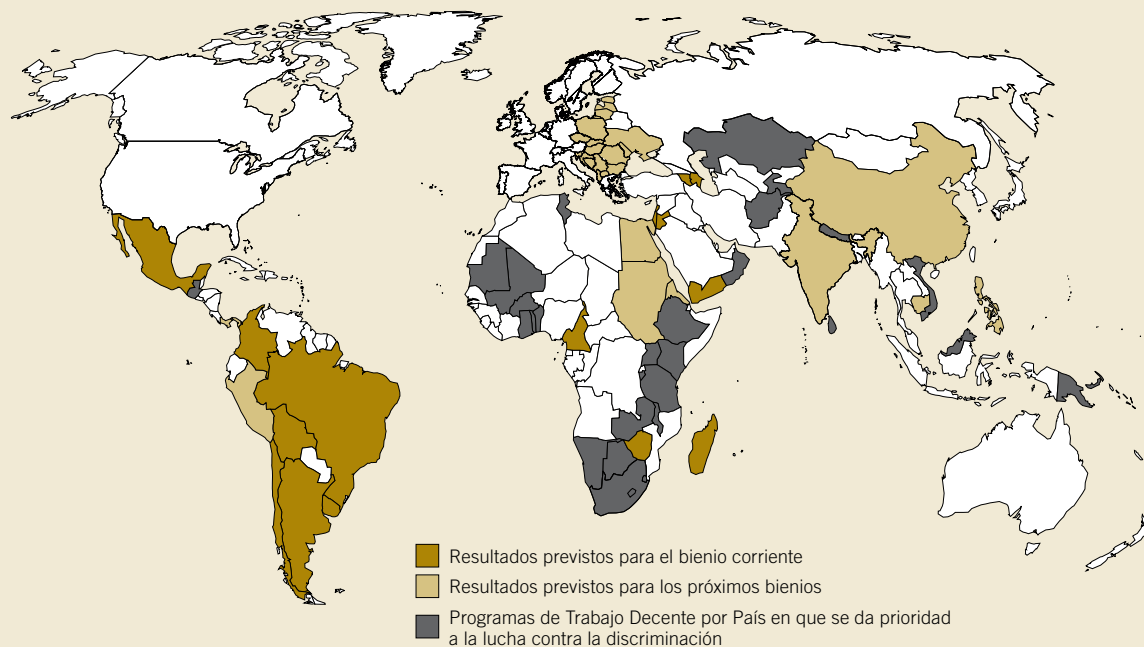 Resultados previstos para el bienio corriente
Resultados previstos para los próximos bienios
Programas de Trabajo Decente por País en que se da prioridad
a la lucha contra la discriminación